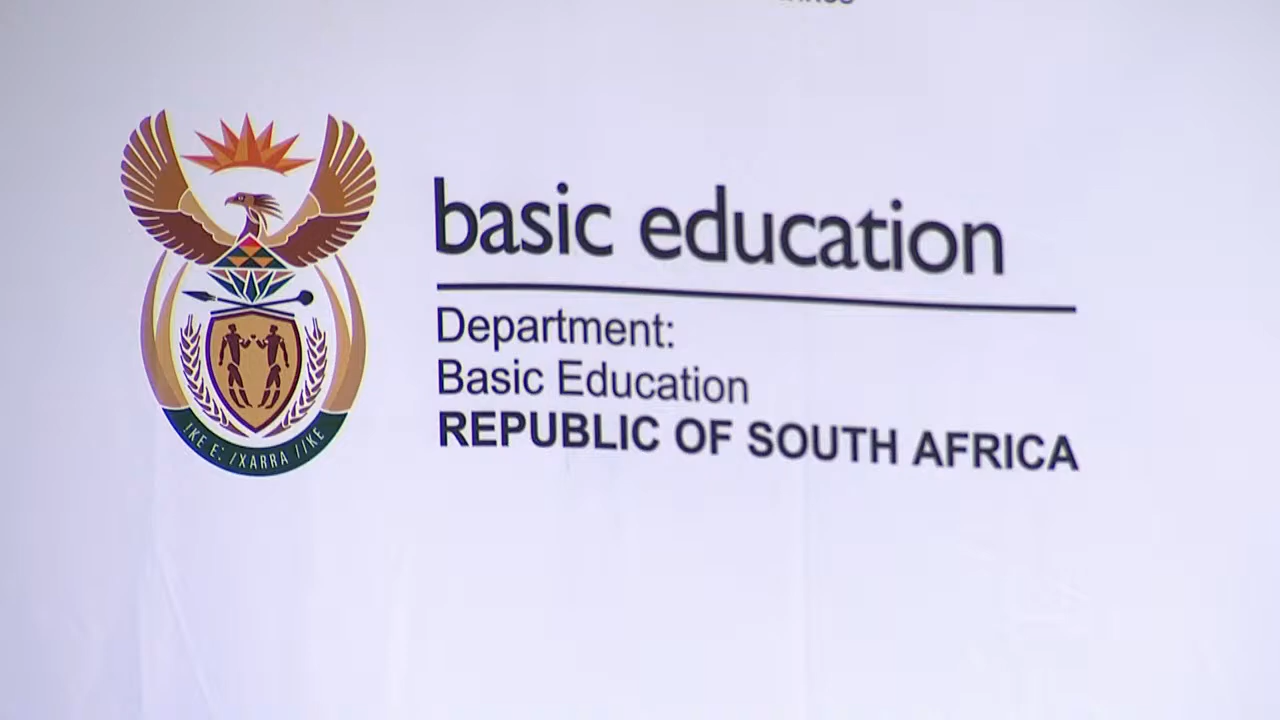 basic education
Department:
Basic Education
REPUBLIC OF SOUTH AFRICA
!KE E: /XARRA //KE